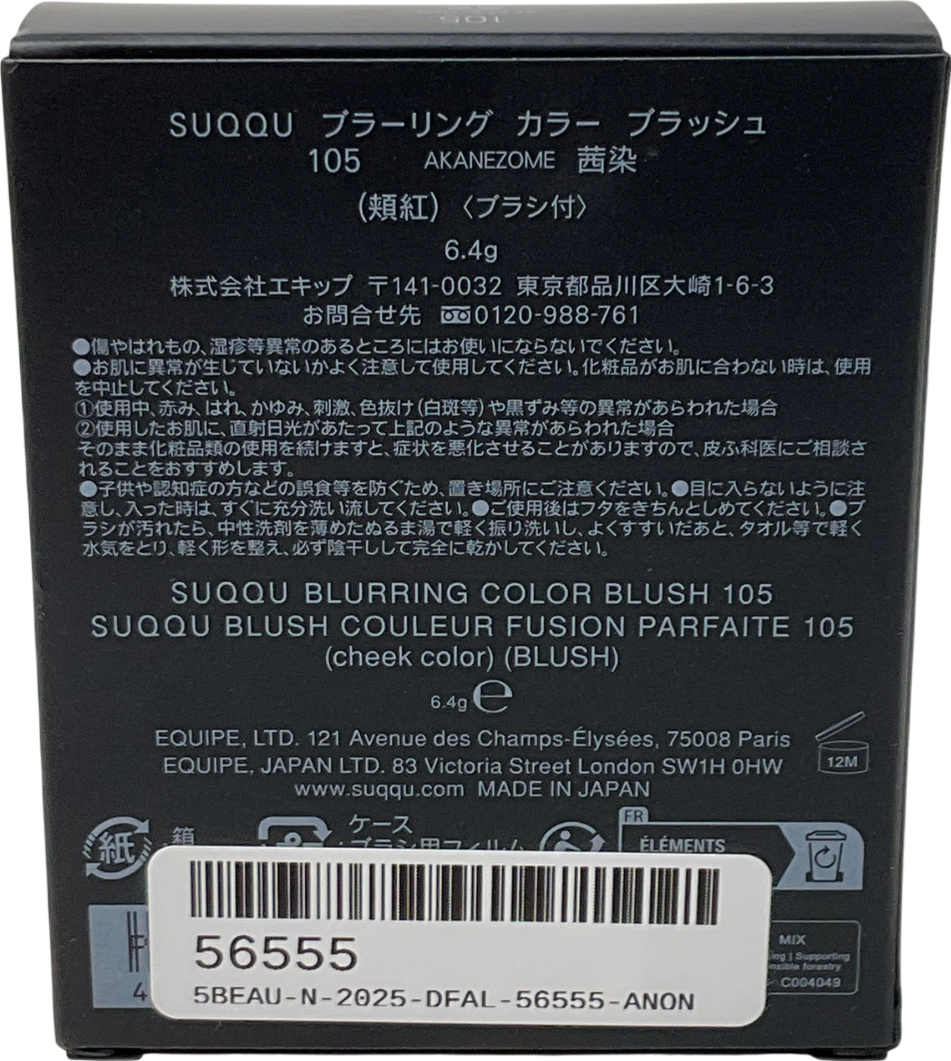 105
SUQQU ブラーリング カラー ブラッシュ
105 AKANEZOME 茜染
(頬紅)〈ブラシ付〉
6.4g
株式会社エキップ 〒141-0032 東京都品川区大崎1-6-3
お問合せ先 0120-988-761
●傷やはれもの、湿疹等異常のあるところにはお使いにならないでください。
●お肌に異常が生じていないかよく注意して使用してください。化粧品がお肌に合わない時は、使用
を中止してください。
①使用中、赤み、はれ、かゆみ、刺激、色抜け(白斑等)や黒ずみ等の異常があらわれた場合
②使用したお肌に、直射日光があたって上記のような異常があらわれた場合
そのまま化粧品類の使用を続けますと、症状を悪化させることがありますので、皮ふ科医にご相談さ
れることをおすすめします。
●子供や認知症の方などの誤食等を防ぐため、置き場所にご注意ください。●目に入らないように注
意し、入った時は、すぐに充分洗い流してください。●ご使用後はフタをきちんとしめてください。●ブ
ラシが汚れたら、中性洗剤を薄めたぬるま湯で軽く振り洗いし、よくすすいだあと、タオル等で軽く
水気をとり、軽く形を整え、必ず陰干しして完全に乾かしてください。
SUQQU BLURRING COLOR BLUSH 105
SUQQU BLUSH COULEUR FUSION PARFAITE 105
(cheek color) (BLUSH)
6.4g ℮
EQUIPE, LTD. 121 Avenue des Champs-Élysées, 75008 Paris
EQUIPE, JAPAN LTD. 83 Victoria Street London SW1H 0HW
12M
www.suqqu.com MADE IN JAPAN
紙 : 箱
ケース
: ブラシ用フィルム
FR
ÉLÉMENTS
MIX
ing | Supporting
nsible forestry
C004049
4
56555
5BEAU-N-2025-DFAL-56555-ANON